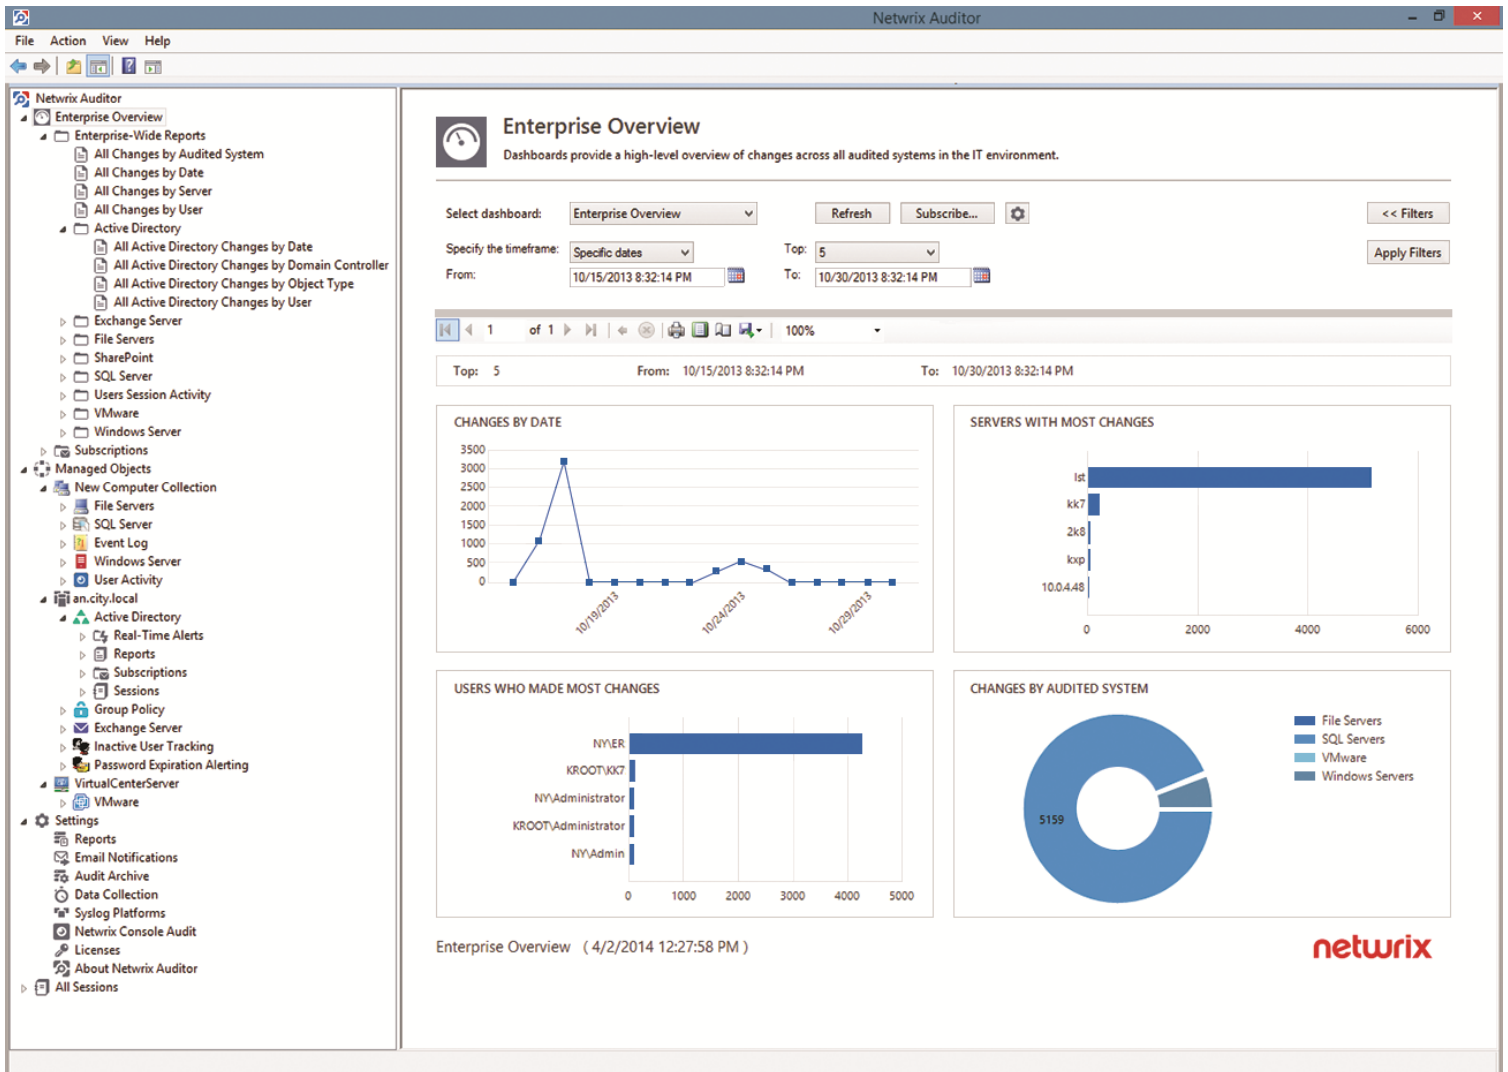 Netwrix Auditor
File Action View Help
Netwrix Auditor
Enterprise Overview
Enterprise-Wide Reports
All Changes by Audited System
All Changes by Date
All Changes by Server
All Changes by User
Active Directory
All Active Directory Changes by Date
All Active Directory Changes by Domain Controller
All Active Directory Changes by Object Type
All Active Directory Changes by User
Exchange Server
File Servers
SharePoint
SQL Server
Users Session Activity
VMware
Windows Server
Subscriptions
Managed Objects
New Computer Collection
File Servers
SQL Server
Event Log
Windows Server
User Activity
an.city.local
Active Directory
Real-Time Alerts
Reports
Subscriptions
Sessions
Group Policy
Exchange Server
Inactive User Tracking
Password Expiration Alerting
VirtualCenterServer
VMware
Settings
Reports
Email Notifications
Audit Archive
Data Collection
Syslog Platforms
Netwrix Console Audit
Licenses
About Netwrix Auditor
All Sessions
Enterprise Overview
Dashboards provide a high-level overview of changes across all audited systems in the IT environment.
Select dashboard: Enterprise Overview Refresh Subscribe... << Filters
Specify the timeframe: Specific dates Top: 5 Apply Filters
From: 10/15/2013 8:32:14 PM To: 10/30/2013 8:32:14 PM
1 of 1 100%
Top: 5 From: 10/15/2013 8:32:14 PM To: 10/30/2013 8:32:14 PM
CHANGES BY DATE
3500
3000
2500
2000
1500
1000
500
0
10/19/2013 10/24/2013 10/29/2013
SERVERS WITH MOST CHANGES
lst
kk7
2k8
kxp
10.0.4.48
0 2000 4000 6000
USERS WHO MADE MOST CHANGES
NY\ER
KROOT\KK7
NY\Administrator
KROOT\Administrator
NY\Admin
0 1000 2000 3000 4000 5000
CHANGES BY AUDITED SYSTEM
File Servers
SQL Servers
VMware
Windows Servers
5159
Enterprise Overview ( 4/2/2014 12:27:58 PM )
netwrix